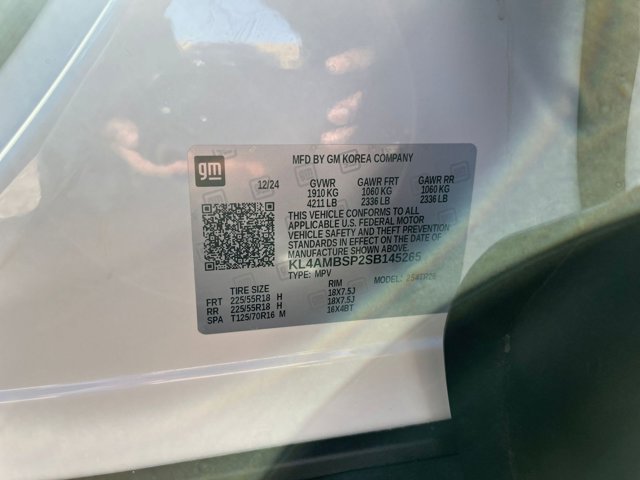 gm
MFD BY GM KOREA COMPANY
12/24 GVWR GAWR FRT GAWR RR
1910 KG 1060 KG 1060 KG
4211 LB 2336 LB 2336 LB
THIS VEHICLE CONFORMS TO ALL
APPLICABLE U.S. FEDERAL MOTOR
VEHICLE SAFETY AND THEFT PREVENTION
STANDARDS IN EFFECT ON THE DATE OF
MANUFACTURE SHOWN ABOVE.
KL4AMBSP2SB145265
TYPE: MPV MODEL:
TIRE SIZE RIM
FRT 225/55R18 H 18X7.5J
RR 225/55R18 H 18X7.5J
SPA T125/70R16 M 16X4BT